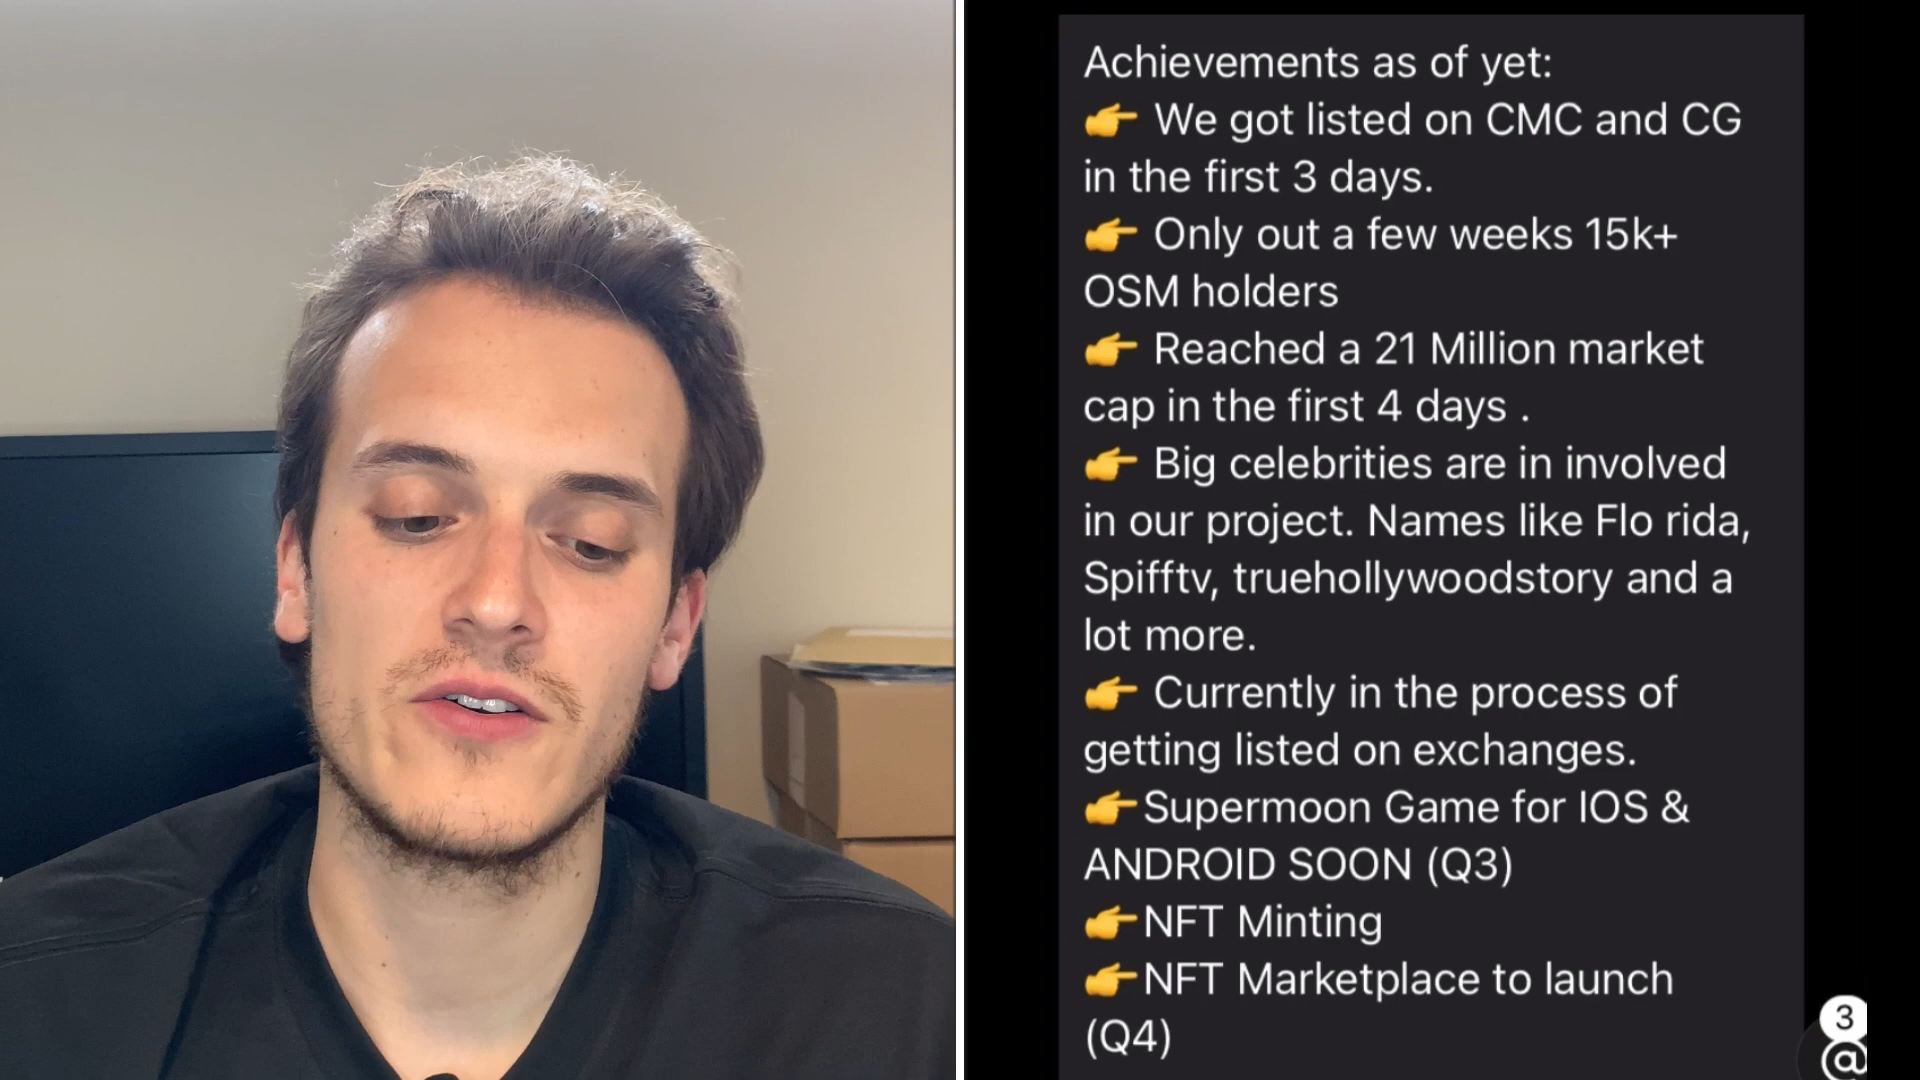 Achievements as of yet:
👉 We got listed on CMC and CG
in the first 3 days.
👉 Only out a few weeks 15k+
OSM holders
👉 Reached a 21 Million market
cap in the first 4 days .
👉 Big celebrities are in involved
in our project. Names like Flo rida,
Spifftv, truehollywoodstory and a
lot more.
👉 Currently in the process of
getting listed on exchanges.
👉Supermoon Game for IOS &
ANDROID SOON (Q3)
👉NFT Minting
👉NFT Marketplace to launch
(Q4)
3
@